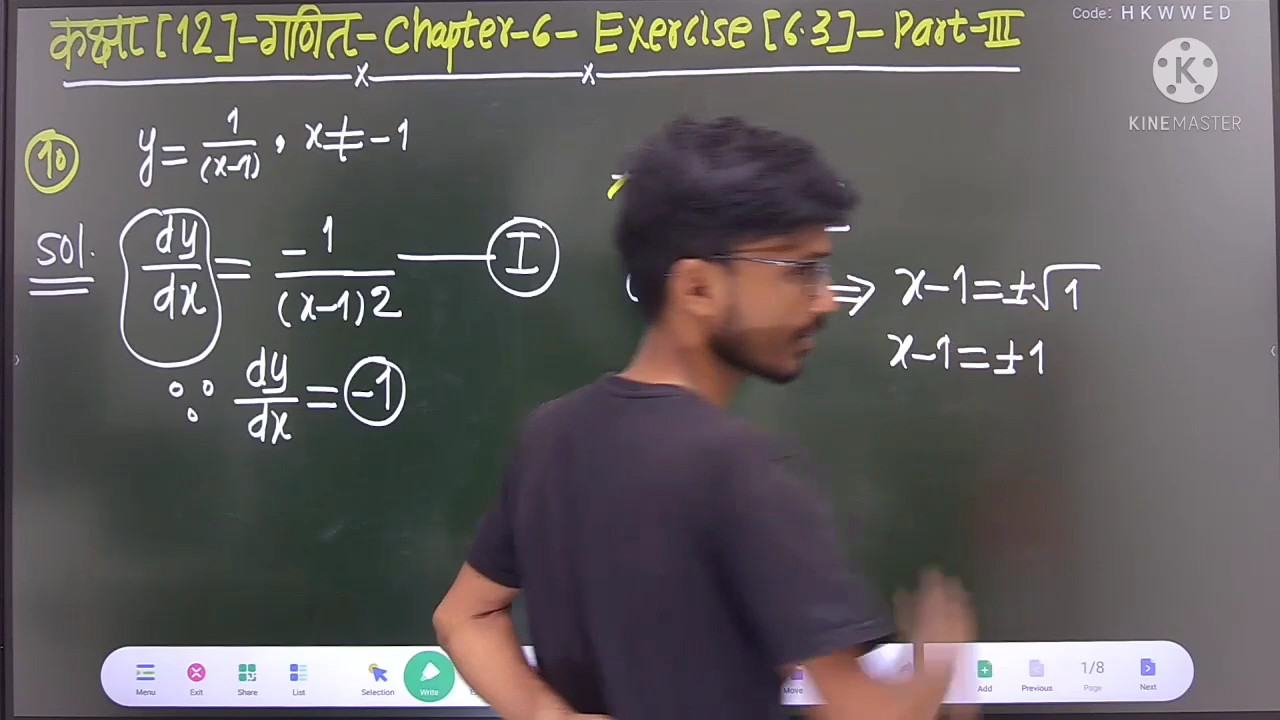 Code: HKWWED
कक्षा [12]-गणित-Chapter-6- Exercise [6.3]-Part-III
K
KINEMASTER
10 y = 1/(x-1), x ≠ -1
Sol. dy/dx = -1/(x-1)2 — I
∵ dy/dx = -1
⇒ x-1 = ±√1
x-1 = ±1
Menu Exit Share List Selection Write Move Add Previous 1/8 Page Next